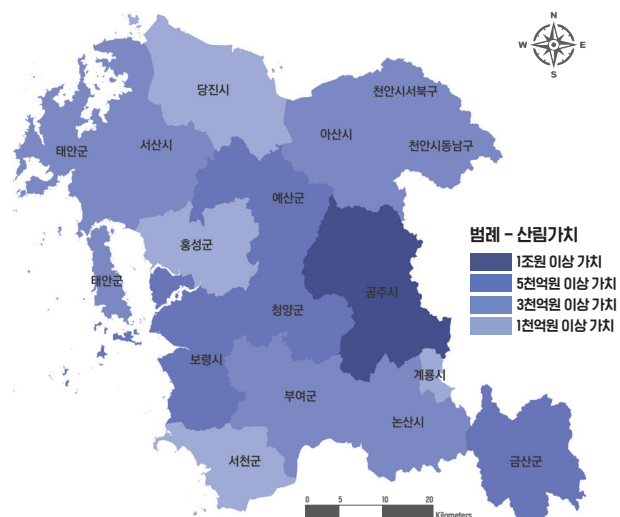 N
W E
S
당진시
천안시서북구
아산시
서산시
천안시동남구
태안군
예산군
홍성군
범례 - 산림가치
1조원 이상 가치
5천억원 이상 가치
3천억원 이상 가치
1천억원 이상 가치
태안군
공주시
청양군
보령시
계룡시
부여군
논산시
서천군
금산군
0 5 10 20
Kilometers